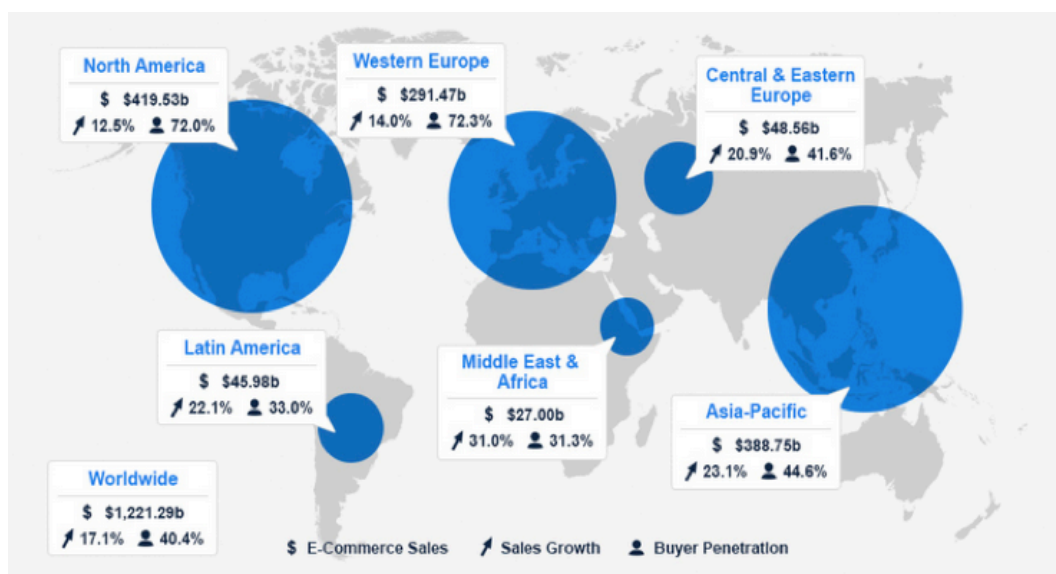 North America
$ $419.53b
12.5% 72.0%
Western Europe
$ $291.47b
14.0% 72.3%
Central & Eastern
Europe
$ $48.56b
20.9% 41.6%
Latin America
$ $45.98b
22.1% 33.0%
Middle East &
Africa
$ $27.00b
31.0% 31.3%
Asia-Pacific
$ $388.75b
23.1% 44.6%
Worldwide
$ $1,221.29b
17.1% 40.4%
$ E-Commerce Sales Sales Growth Buyer Penetration